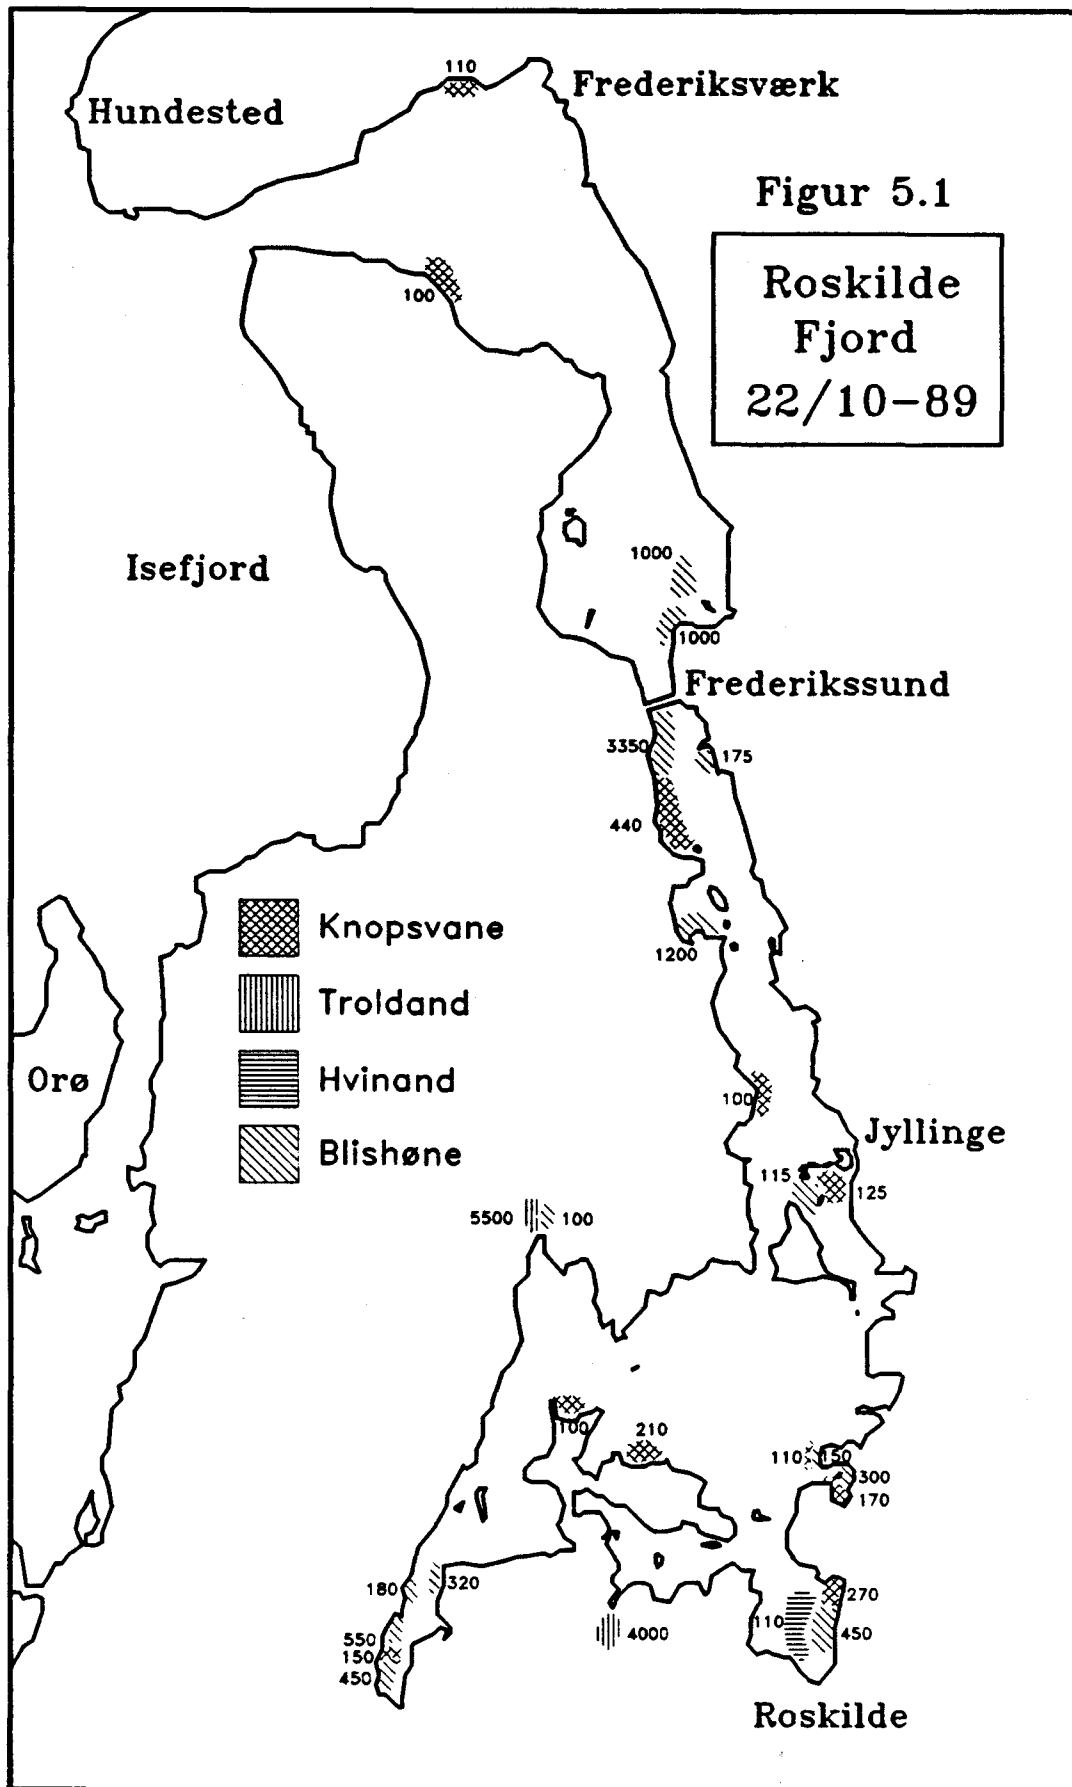 110
Frederiksværk
Hundested
Figur 5.1
Roskilde
Fjord
22/10-89
100
Isefjord
1000
1000
Frederikssund
3350
175
440
Knopsvane
1200
Troldand
Orø
Hvinand
100
Jyllinge
Blishøne
115
125
5500
100
100
210
110
150
300
170
180
320
270
110
450
550
4000
150
450
Roskilde